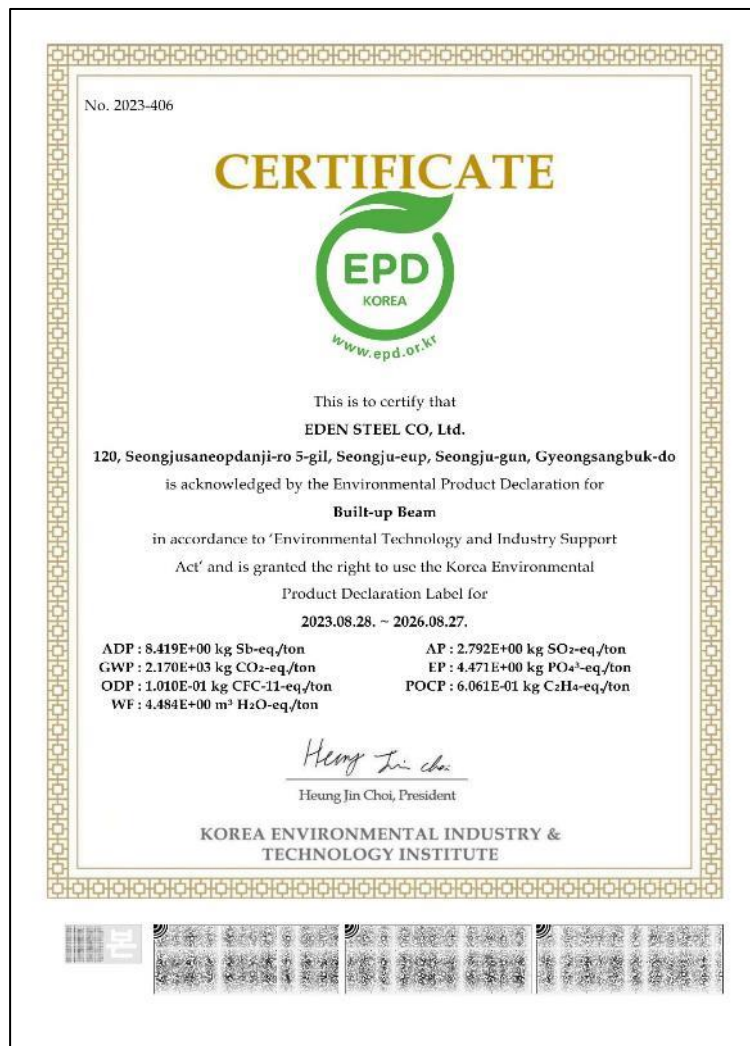 No. 2023-406
CERTIFICATE
EPD
KOREA
www.epd.or.kr
This is to certify that
EDEN STEEL CO, Ltd.
120, Seongjusaneopdanji-ro 5-gil, Seongju-eup, Seongju-gun, Gyeongsangbuk-do
is acknowledged by the Environmental Product Declaration for
Built-up Beam
in accordance to ‘Environmental Technology and Industry Support
Act’ and is granted the right to use the Korea Environmental
Product Declaration Label for
2023.08.28. ~ 2026.08.27.
ADP : 8.419E+00 kg Sb-eq./ton
AP : 2.792E+00 kg SO₂-eq./ton
GWP : 2.170E+03 kg CO₂-eq./ton
EP : 4.471E+00 kg PO₄³-eq./ton
ODP : 1.010E-01 kg CFC-11-eq./ton
POCP : 6.061E-01 kg C₂H₄-eq./ton
WF : 4.484E+00 m³ H₂O-eq./ton
Heung Jin choi
Heung Jin Choi, President
KOREA ENVIRONMENTAL INDUSTRY &
TECHNOLOGY INSTITUTE
본